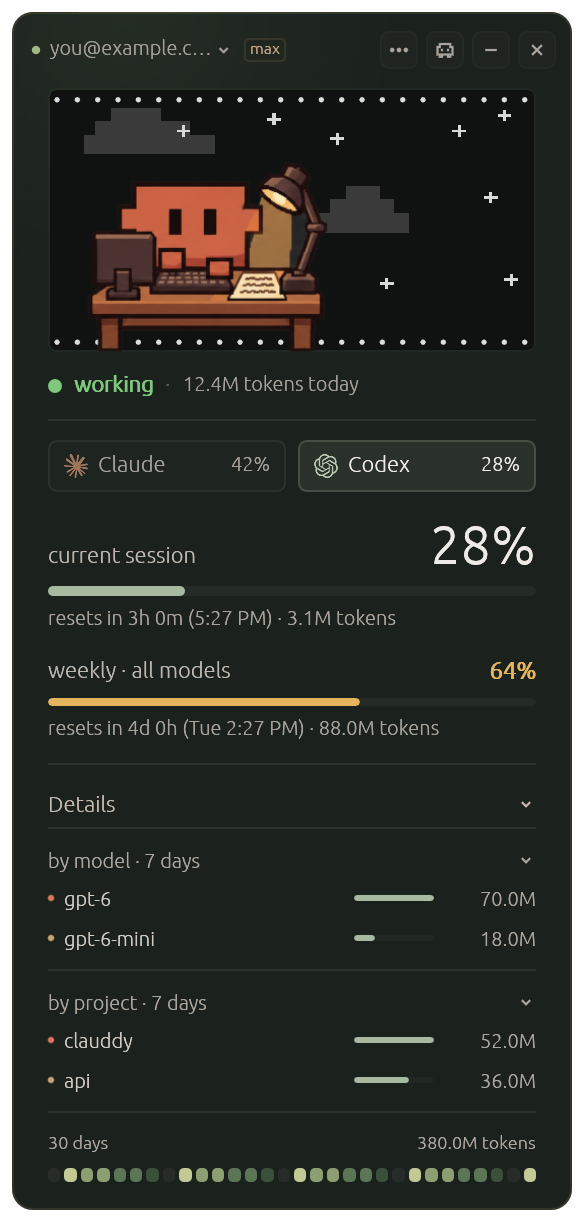 you@example.c... max
working · 12.4M tokens today
Claude 42% Codex 28%
current session 28%
resets in 3h 0m (5:27 PM) · 3.1M tokens
weekly · all models 64%
resets in 4d 0h (Tue 2:27 PM) · 88.0M tokens
Details
by model · 7 days
gpt-6 70.0M
gpt-6-mini 18.0M
by project · 7 days
clauddy 52.0M
api 36.0M
30 days 380.0M tokens